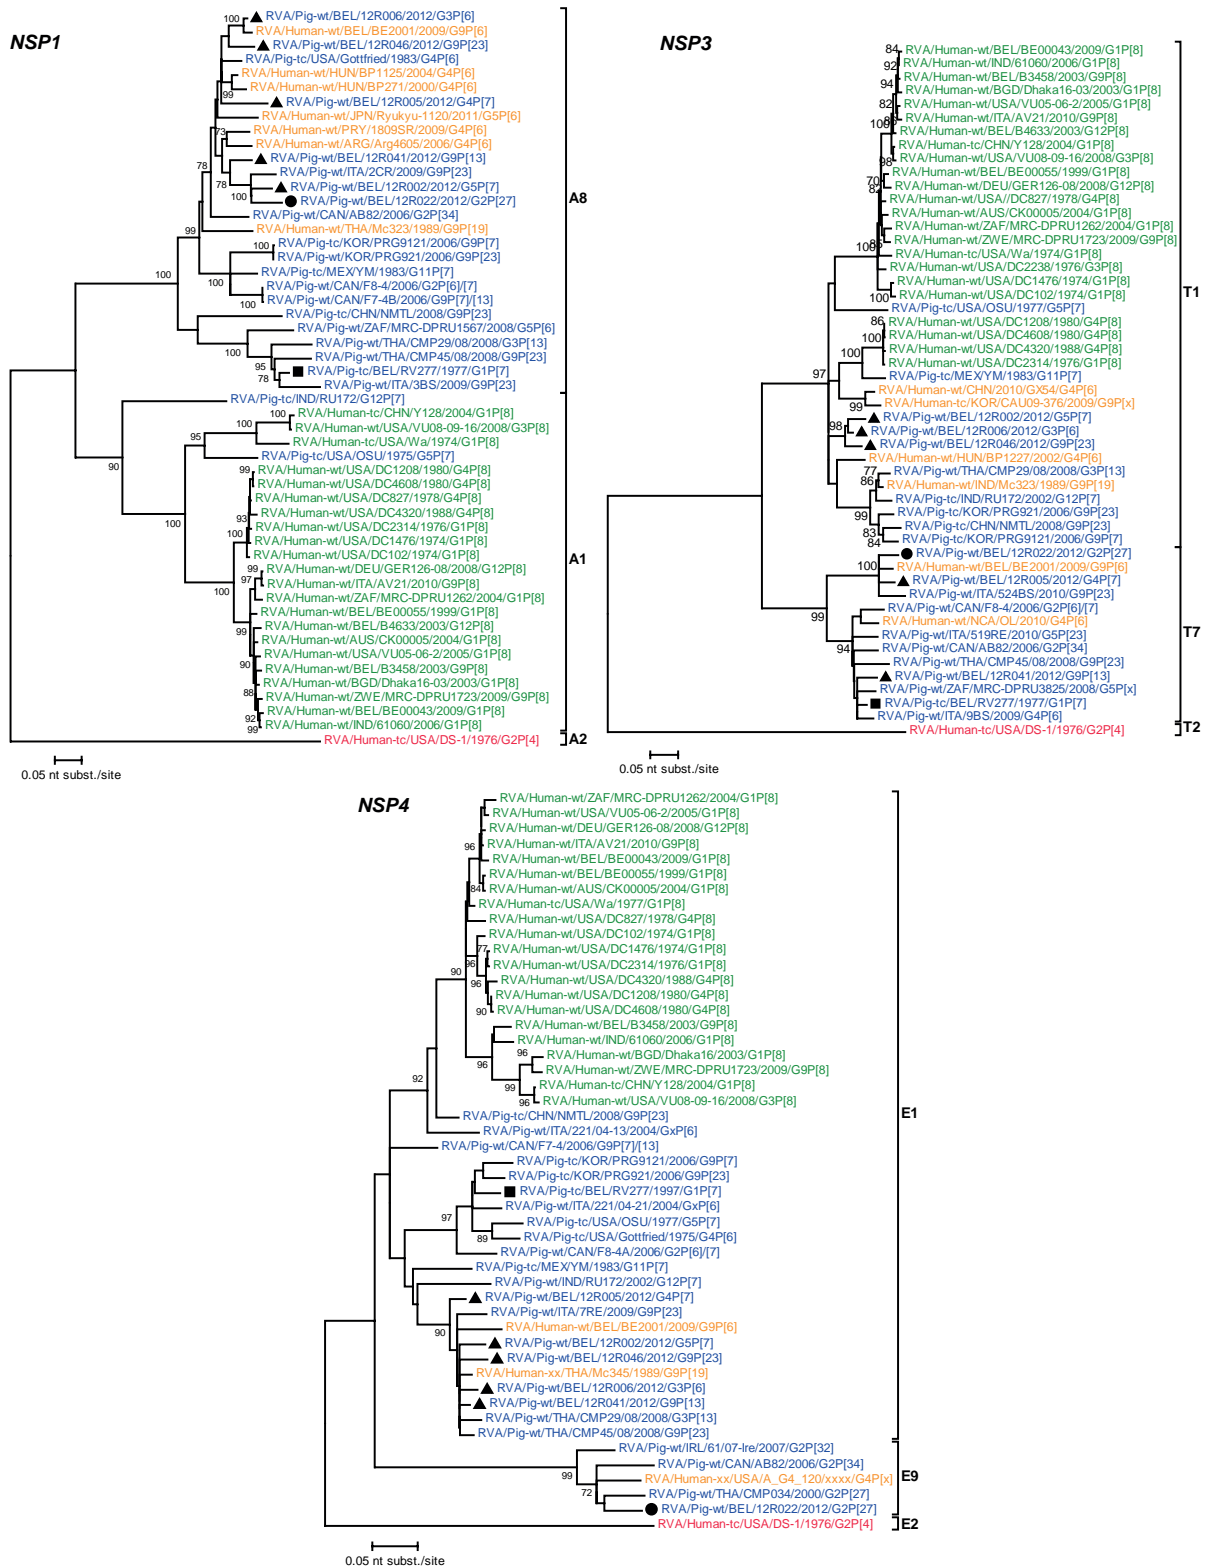 NSP1
100
RVA/Pig-wt/BEL/12R006/2012/G3P[6]
RVA/Human-wt/BEL/BE2001/2009/G9P[6]
RVA/Pig-wt/BEL/12R046/2012/G9P[23]
RVA/Pig-tc/USA/Gottfried/1983/G4P[6]
RVA/Human-wt/HUN/BP1125/2004/G4P[6]
RVA/Human-wt/HUN/BP271/2000/G4P[6]
99
RVA/Pig-wt/BEL/12R005/2012/G4P[7]
RVA/Human-wt/JPN/Ryukyu-1120/2011/G5P[6]
73
RVA/Human-wt/PRY/1809SR/2009/G4P[6]
RVA/Human-wt/ARG/Arg4605/2006/G4P[6]
78
RVA/Pig-wt/BEL/12R041/2012/G9P[13]
RVA/Pig-wt/ITA/2CR/2009/G9P[23]
78
RVA/Pig-wt/BEL/12R002/2012/G5P[7]
100
RVA/Pig-wt/BEL/12R022/2012/G2P[27]
A8
RVA/Pig-wt/CAN/AB82/2006/G2P[34]
99
RVA/Human-wt/THA/Mc323/1989/G9P[19]
100
RVA/Pig-tc/KOR/PRG9121/2006/G9P[7]
RVA/Pig-wt/KOR/PRG921/2006/G9P[23]
100
RVA/Pig-tc/MEX/YM/1983/G11P[7]
RVA/Pig-wt/CAN/F8-4/2006/G2P[6]/[7]
100
RVA/Pig-wt/CAN/F7-4B/2006/G9P[7]/[13]
RVA/Pig-tc/CHN/NMTL/2008/G9P[23]
RVA/Pig-wt/ZAF/MRC-DPRU1567/2008/G5P[6]
100
RVA/Pig-wt/THA/CMP29/08/2008/G3P[13]
RVA/Pig-wt/THA/CMP45/08/2008/G9P[23]
95
RVA/Pig-tc/BEL/RV277/1977/G1P[7]
78
RVA/Pig-wt/ITA/3BS/2009/G9P[23]
RVA/Pig-tc/IND/RU172/G12P[7]
100
RVA/Human-tc/CHN/Y128/2004/G1P[8]
RVA/Human-wt/USA/VU08-09-16/2008/G3P[8]
100
95
RVA/Human-tc/USA/Wa/1974/G1P[8]
RVA/Pig-tc/USA/OSU/1975/G5P[7]
90
99
RVA/Human-wt/USA/DC1208/1980/G4P[8]
RVA/Human-wt/USA/DC4608/1980/G4P[8]
RVA/Human-wt/USA/DC827/1978/G4P[8]
93
RVA/Human-wt/USA/DC4320/1988/G4P[8]
100
RVA/Human-wt/USA/DC2314/1976/G1P[8]
100
RVA/Human-wt/USA/DC1476/1974/G1P[8]
RVA/Human-wt/USA/DC102/1974/G1P[8]
A1
99
RVA/Human-wt/DEU/GER126-08/2008/G12P[8]
97
RVA/Human-wt/ITA/AV21/2010/G9P[8]
100
RVA/Human-wt/ZAF/MRC-DPRU1262/2004/G1P[8]
RVA/Human-wt/BEL/BE00055/1999/G1P[8]
99
RVA/Human-wt/BEL/B4633/2003/G12P[8]
RVA/Human-wt/AUS/CK00005/2004/G1P[8]
RVA/Human-wt/USA/VU05-06-2/2005/G1P[8]
90
RVA/Human-wt/BEL/B3458/2003/G9P[8]
RVA/Human-wt/BGD/Dhaka16-03/2003/G1P[8]
88
RVA/Human-wt/ZWE/MRC-DPRU1723/2009/G9P[8]
RVA/Human-wt/BEL/BE00043/2009/G1P[8]
92
99
RVA/Human-wt/IND/61060/2006/G1P[8]
RVA/Human-tc/USA/DS-1/1976/G2P[4]
A2
0.05 nt subst./site
NSP3
84
RVA/Human-wt/BEL/BE00043/2009/G1P[8]
92
RVA/Human-wt/IND/61060/2006/G1P[8]
RVA/Human-wt/BEL/B3458/2003/G9P[8]
94
RVA/Human-wt/BGD/Dhaka16-03/2003/G1P[8]
82
RVA/Human-wt/USA/VU05-06-2/2005/G1P[8]
RVA/Human-wt/ITA/AV21/2010/G9P[8]
100
RVA/Human-wt/BEL/B4633/2003/G12P[8]
RVA/Human-tc/CHN/Y128/2004/G1P[8]
98
RVA/Human-wt/USA/VU08-09-16/2008/G3P[8]
RVA/Human-wt/BEL/BE00055/1999/G1P[8]
70
RVA/Human-wt/DEU/GER126-08/2008/G12P[8]
RVA/Human-wt/USA//DC827/1978/G4P[8]
RVA/Human-wt/AUS/CK00005/2004/G1P[8]
RVA/Human-wt/ZAF/MRC-DPRU1262/2004/G1P[8]
RVA/Human-wt/ZWE/MRC-DPRU1723/2009/G9P[8]
100
RVA/Human-tc/USA/Wa/1974/G1P[8]
RVA/Human-wt/USA/DC2238/1976/G3P[8]
RVA/Human-wt/USA/DC1476/1974/G1P[8]
100
RVA/Human-wt/USA/DC102/1974/G1P[8]
T1
RVA/Pig-tc/USA/OSU/1977/G5P[7]
86
RVA/Human-wt/USA/DC1208/1980/G4P[8]
RVA/Human-wt/USA/DC4608/1980/G4P[8]
100
RVA/Human-wt/USA/DC4320/1988/G4P[8]
100
RVA/Human-wt/USA/DC2314/1976/G1P[8]
97
RVA/Pig-tc/MEX/YM/1983/G11P[7]
RVA/Human-wt/CHN/2010/GX54/G4P[6]
99
RVA/Human-tc/KOR/CAU09-376/2009/G9P[x]
RVA/Pig-wt/BEL/12R002/2012/G5P[7]
98
RVA/Pig-wt/BEL/12R006/2012/G3P[6]
RVA/Pig-wt/BEL/12R046/2012/G9P[23]
RVA/Human-wt/HUN/BP1227/2002/G4P[6]
77
RVA/Pig-wt/THA/CMP29/08/2008/G3P[13]
86
RVA/Human-wt/IND/Mc323/1989/G9P[19]
RVA/Pig-tc/IND/RU172/2002/G12P[7]
99
RVA/Pig-tc/KOR/PRG921/2006/G9P[23]
RVA/Pig-tc/CHN/NMTL/2008/G9P[23]
83
84
RVA/Pig-tc/KOR/PRG9121/2006/G9P[7]
RVA/Pig-wt/BEL/12R022/2012/G2P[27]
100
RVA/Human-wt/BEL/BE2001/2009/G9P[6]
RVA/Pig-wt/BEL/12R005/2012/G4P[7]
RVA/Pig-wt/ITA/524BS/2010/G9P[23]
99
RVA/Pig-wt/CAN/F8-4/2006/G2P[6]/[7]
RVA/Human-wt/NCA/OL/2010/G4P[6]
T7
RVA/Pig-wt/ITA/519RE/2010/G5P[23]
94
RVA/Pig-wt/CAN/AB82/2006/G2P[34]
RVA/Pig-wt/THA/CMP45/08/2008/G9P[23]
RVA/Pig-wt/BEL/12R041/2012/G9P[13]
RVA/Pig-wt/ZAF/MRC-DPRU3825/2008/G5P[x]
RVA/Pig-tc/BEL/RV277/1977/G1P[7]
RVA/Pig-wt/ITA/9BS/2009/G4P[6]
RVA/Human-tc/USA/DS-1/1976/G2P[4]
T2
0.05 nt subst./site
NSP4
RVA/Human-wt/ZAF/MRC-DPRU1262/2004/G1P[8]
RVA/Human-wt/USA/VU05-06-2/2005/G1P[8]
RVA/Human-wt/DEU/GER126-08/2008/G12P[8]
96
RVA/Human-wt/ITA/AV21/2010/G9P[8]
RVA/Human-wt/BEL/BE00043/2009/G1P[8]
RVA/Human-wt/BEL/BE00055/1999/G1P[8]
84
RVA/Human-wt/AUS/CK00005/2004/G1P[8]
RVA/Human-tc/USA/Wa/1977/G1P[8]
RVA/Human-wt/USA/DC827/1978/G4P[8]
RVA/Human-wt/USA/DC102/1974/G1P[8]
77
RVA/Human-wt/USA/DC1476/1974/G1P[8]
96
RVA/Human-wt/USA/DC2314/1976/G1P[8]
90
96
RVA/Human-wt/USA/DC4320/1988/G4P[8]
RVA/Human-wt/USA/DC1208/1980/G4P[8]
90
RVA/Human-wt/USA/DC4608/1980/G4P[8]
RVA/Human-wt/BEL/B3458/2003/G9P[8]
RVA/Human-wt/IND/61060/2006/G1P[8]
96
96
RVA/Human-wt/BGD/Dhaka16/2003/G1P[8]
RVA/Human-wt/ZWE/MRC-DPRU1723/2009/G9P[8]
99
RVA/Human-tc/CHN/Y128/2004/G1P[8]
96
RVA/Human-wt/USA/VU08-09-16/2008/G3P[8]
92
RVA/Pig-tc/CHN/NMTL/2008/G9P[23]
E1
RVA/Pig-wt/ITA/221/04-13/2004/GxP[6]
RVA/Pig-wt/CAN/F7-4/2006/G9P[7]/[13]
RVA/Pig-tc/KOR/PRG9121/2006/G9P[7]
RVA/Pig-tc/KOR/PRG921/2006/G9P[23]
RVA/Pig-tc/BEL/RV277/1997/G1P[7]
RVA/Pig-wt/ITA/221/04-21/2004/GxP[6]
97
RVA/Pig-tc/USA/OSU/1977/G5P[7]
89
RVA/Pig-tc/USA/Gottfried/1975/G4P[6]
RVA/Pig-wt/CAN/F8-4A/2006/G2P[6]/[7]
RVA/Pig-tc/MEX/YM/1983/G11P[7]
RVA/Pig-wt/IND/RU172/2002/G12P[7]
RVA/Pig-wt/BEL/12R005/2012/G4P[7]
RVA/Pig-wt/ITA/7RE/2009/G9P[23]
90
RVA/Human-wt/BEL/BE2001/2009/G9P[6]
RVA/Pig-wt/BEL/12R002/2012/G5P[7]
RVA/Pig-wt/BEL/12R046/2012/G9P[23]
RVA/Human-xx/THA/Mc345/1989/G9P[19]
RVA/Pig-wt/BEL/12R006/2012/G3P[6]
RVA/Pig-wt/BEL/12R041/2012/G9P[13]
RVA/Pig-wt/THA/CMP29/08/2008/G3P[13]
RVA/Pig-wt/THA/CMP45/08/2008/G9P[23]
RVA/Pig-wt/IRL/61/07-Ire/2007/G2P[32]
RVA/Pig-wt/CAN/AB82/2006/G2P[34]
99
RVA/Human-xx/USA/A_G4_120/xxxx/G4P[x]
E9
72
RVA/Pig-wt/THA/CMP034/2000/G2P[27]
RVA/Pig-wt/BEL/12R022/2012/G2P[27]
RVA/Human-tc/USA/DS-1/1976/G2P[4]
E2
0.05 nt subst./site